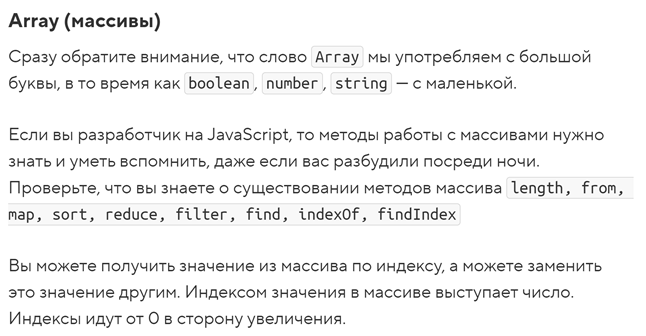 Array (массивы)
Сразу обратите внимание, что слово Array мы употребляем с большой
буквы, в то время как boolean, number, string — с маленькой.
Если вы разработчик на JavaScript, то методы работы с массивами нужно
знать и уметь вспомнить, даже если вас разбудили посреди ночи.
Проверьте, что вы знаете о существовании методов массива length, from,
map, sort, reduce, filter, find, indexOf, findIndex
Вы можете получить значение из массива по индексу, а можете заменить
это значение другим. Индексом значения в массиве выступает число.
Индексы идут от 0 в сторону увеличения.